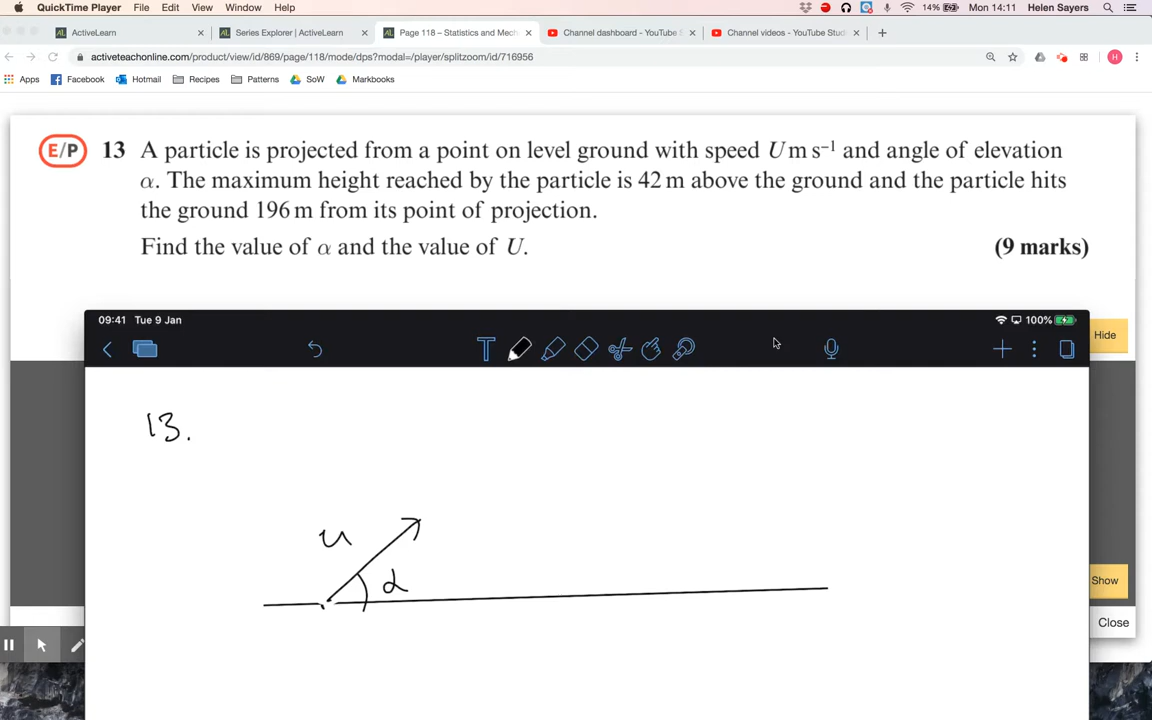 QuickTime Player File Edit View Window Help 14% Mon 14:11 Helen Sayers
ActiveLearn Series Explorer | ActiveLearn Page 118 – Statistics and Mech Channel dashboard - YouTube S Channel videos - YouTube Studi
activeteachonline.com/product/view/id/869/page/118/mode/dps?modal=/player/splitzoom/id/716956 H
Apps Facebook Hotmail Recipes Patterns SoW Markbooks
E/P 13 A particle is projected from a point on level ground with speed U m s⁻¹ and angle of elevation
α. The maximum height reached by the particle is 42 m above the ground and the particle hits
the ground 196 m from its point of projection.
Find the value of α and the value of U. (9 marks)
09:41 Tue 9 Jan 100%
Hide
T
13.
u
α
Show
Close